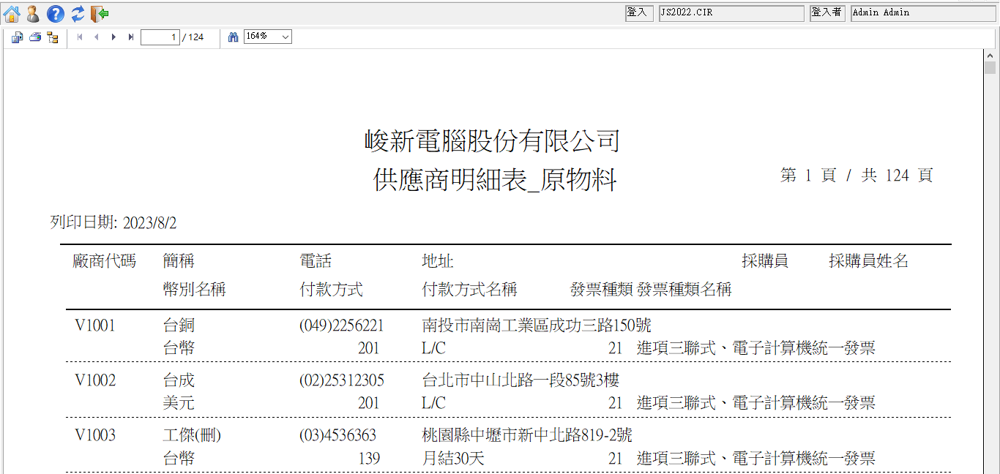 登入 JS2022.CIR 登入者 Admin Admin
1 / 124 164%
峻新電腦股份有限公司
供應商明細表_原物料
第 1 頁 / 共 124 頁
列印日期: 2023/8/2
廠商代碼 簡稱 電話 地址 採購員 採購員姓名
幣別名稱 付款方式 付款方式名稱 發票種類 發票種類名稱
V1001 台銅 (049)2256221 南投市南崗工業區成功三路150號
台幣 201 L/C 21 進項三聯式、電子計算機統一發票
V1002 台成 (02)25312305 台北市中山北路一段85號3樓
美元 201 L/C 21 進項三聯式、電子計算機統一發票
V1003 工傑(刪) (03)4536363 桃園縣中壢市新中北路819-2號
台幣 139 月結30天 21 進項三聯式、電子計算機統一發票